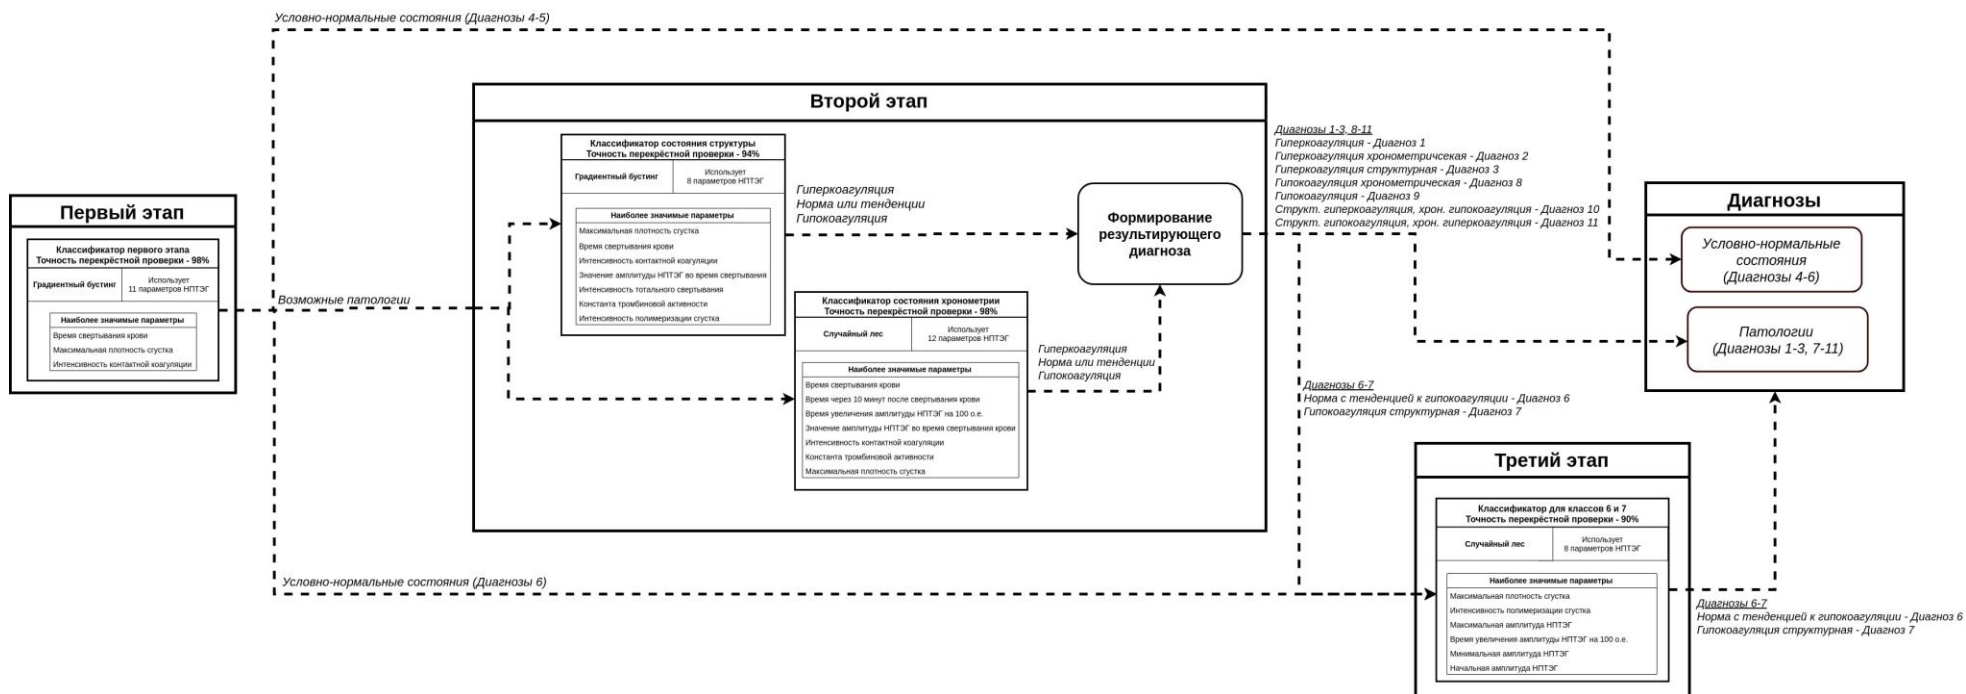 Условно-нормальные состояния (Диагнозы 4-5)
Первый этап
Классификатор первого этапа
Точность перекрёстной проверки - 98%
Градиентный бустинг
Использует
11 параметров НПТЭГ
Наиболее значимые параметры
Время свертывания крови
Максимальная плотность сгустка
Интенсивность контактной коагуляции
Возможные патологии
Второй этап
Классификатор состояния структуры
Точность перекрёстной проверки - 94%
Градиентный бустинг
Использует
8 параметров НПТЭГ
Наиболее значимые параметры
Максимальная плотность сгустка
Время свертывания крови
Интенсивность контактной коагуляции
Значение амплитуды НПТЭГ во время свертывания
Интенсивность тотального свертывания
Константа тромбиновой активности
Интенсивность полимеризации сгустка
Гиперкоагуляция
Норма или тенденции
Гипокоагуляция
Классификатор состояния хронометрии
Точность перекрёстной проверки - 98%
Случайный лес
Использует
12 параметров НПТЭГ
Наиболее значимые параметры
Время свертывания крови
Время через 10 минут после свертывания крови
Время увеличения амплитуды НПТЭГ на 100 о.е.
Значение амплитуды НПТЭГ во время свертывания крови
Интенсивность контактной коагуляции
Константа тромбиновой активности
Максимальная плотность сгустка
Гиперкоагуляция
Норма или тенденции
Гипокоагуляция
Формирование
результирующего
диагноза
Диагнозы 1-3, 8-11
Гиперкоагуляция - Диагноз 1
Гиперкоагуляция хронометричсекая - Диагноз 2
Гиперкоагуляция структурная - Диагноз 3
Гипокоагуляция хронометрическая - Диагноз 8
Гипокоагуляция - Диагноз 9
Структ. гиперкоагуляция, хрон. гипокоагуляция - Диагноз 10
Структ. гипокоагуляция, хрон. гиперкоагуляция - Диагноз 11
Диагнозы
Условно-нормальные
состояния
(Диагнозы 4-6)
Патологии
(Диагнозы 1-3, 7-11)
Диагнозы 6-7
Норма с тенденцией к гипокоагуляции - Диагноз 6
Гипокоагуляция структурная - Диагноз 7
Условно-нормальные состояния (Диагнозы 6)
Третий этап
Классификатор для классов 6 и 7
Точность перекрёстной проверки - 90%
Случайный лес
Использует
8 параметров НПТЭГ
Наиболее значимые параметры
Максимальная плотность сгустка
Интенсивность полимеризации сгустка
Максимальная амплитуда НПТЭГ
Время увеличения амплитуды НПТЭГ на 100 о.е.
Минимальная амплитуда НПТЭГ
Начальная амплитуда НПТЭГ
Диагнозы 6-7
Норма с тенденцией к гипокоагуляции - Диагноз 6
Гипокоагуляция структурная - Диагноз 7